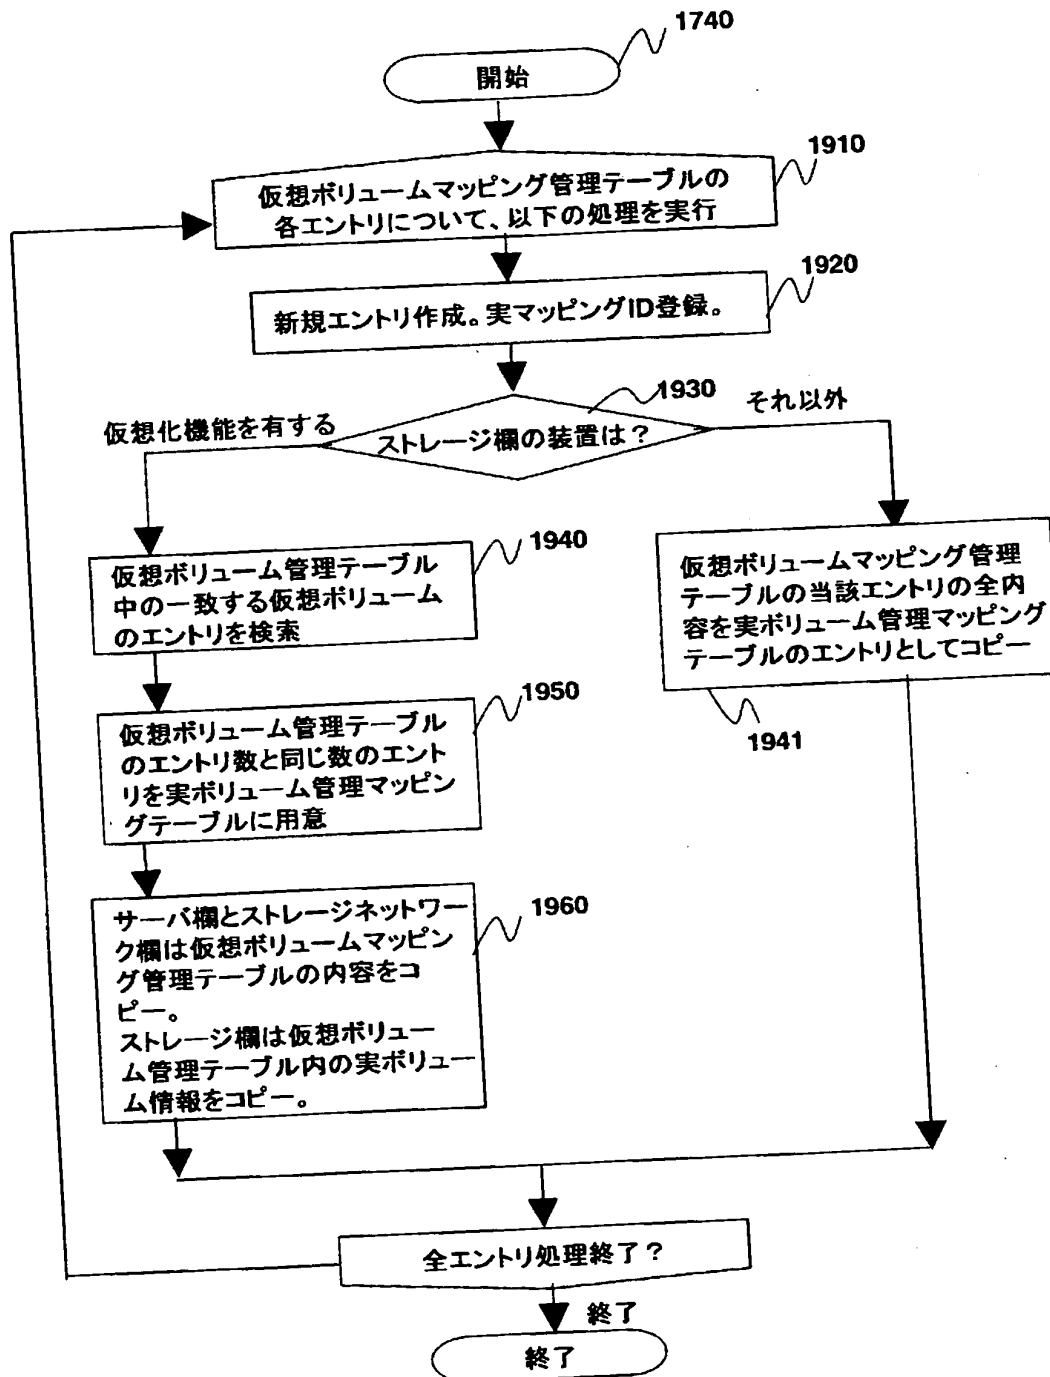 1740
開始
1910
仮想ボリュームマッピング管理テーブルの
各エントリについて、以下の処理を実行
1920
新規エントリ作成。実マッピングID登録。
1930
仮想化機能を有する
それ以外
ストレージ欄の装置は？
1940
仮想ボリューム管理テーブル
中の一致する仮想ボリューム
のエントリを検索
仮想ボリュームマッピング管理
テーブルの当該エントリの全内
容を実ボリューム管理マッピング
テーブルのエントリとしてコピー
1941
1950
仮想ボリューム管理テーブル
のエントリ数と同じ数のエント
リを実ボリューム管理マッピン
グテーブルに用意
1960
サーバ欄とストレージネットワー
ク欄は仮想ボリュームマッピン
グ管理テーブルの内容をコ
ピー。
ストレージ欄は仮想ボリュー
ム管理テーブル内の実ボリュー
ム情報をコピー。
全エントリ処理終了？
終了
終了